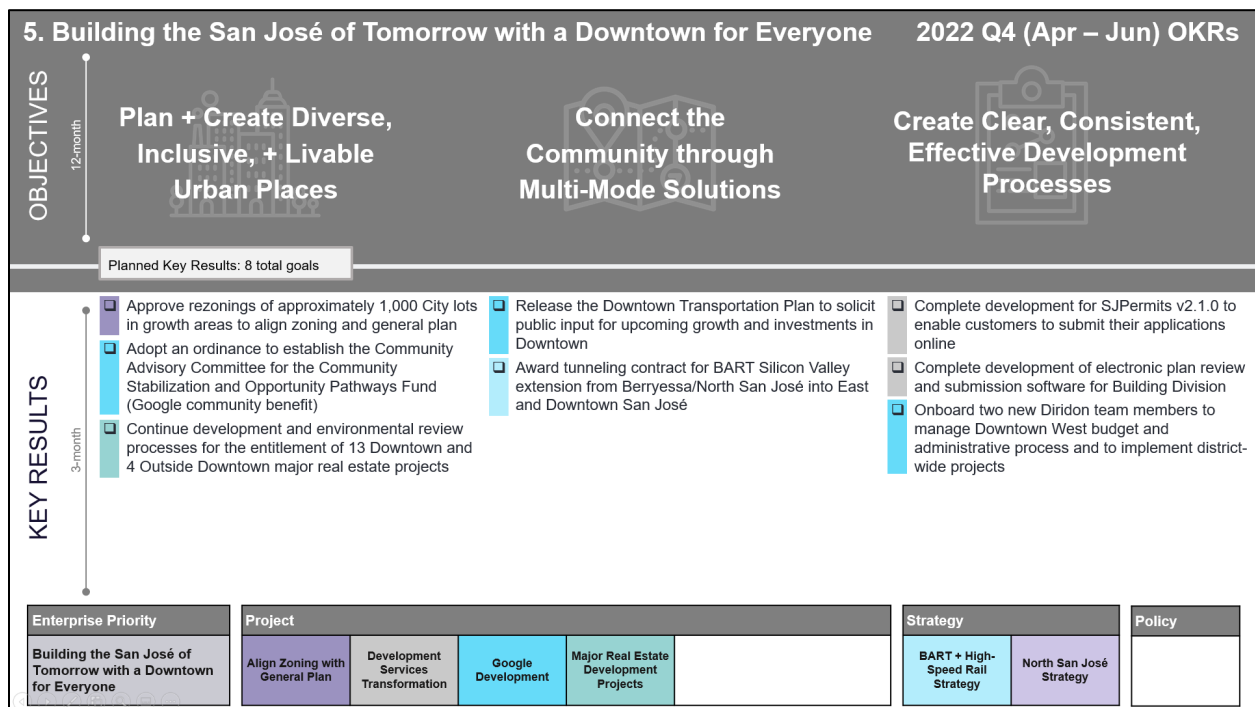 5. Building the San José of Tomorrow with a Downtown for Everyone
2022 Q4 (Apr – Jun) OKRs
OBJECTIVES
12-month
Plan + Create Diverse,
Inclusive, + Livable
Urban Places
Connect the
Community through
Multi-Mode Solutions
Create Clear, Consistent,
Effective Development
Processes
Planned Key Results: 8 total goals
KEY RESULTS
3-month
Approve rezonings of approximately 1,000 City lots
in growth areas to align zoning and general plan
Adopt an ordinance to establish the Community
Advisory Committee for the Community
Stabilization and Opportunity Pathways Fund
(Google community benefit)
Continue development and environmental review
processes for the entitlement of 13 Downtown and
4 Outside Downtown major real estate projects
Release the Downtown Transportation Plan to solicit
public input for upcoming growth and investments in
Downtown
Award tunneling contract for BART Silicon Valley
extension from Berryessa/North San José into East
and Downtown San José
Complete development for SJPermits v2.1.0 to
enable customers to submit their applications
online
Complete development of electronic plan review
and submission software for Building Division
Onboard two new Diridon team members to
manage Downtown West budget and
administrative process and to implement district-
wide projects
Enterprise Priority
Building the San José of
Tomorrow with a Downtown
for Everyone
Project
Align Zoning with
General Plan
Development
Services
Transformation
Google
Development
Major Real Estate
Development
Projects
Strategy
BART + High-
Speed Rail
Strategy
North San José
Strategy
Policy